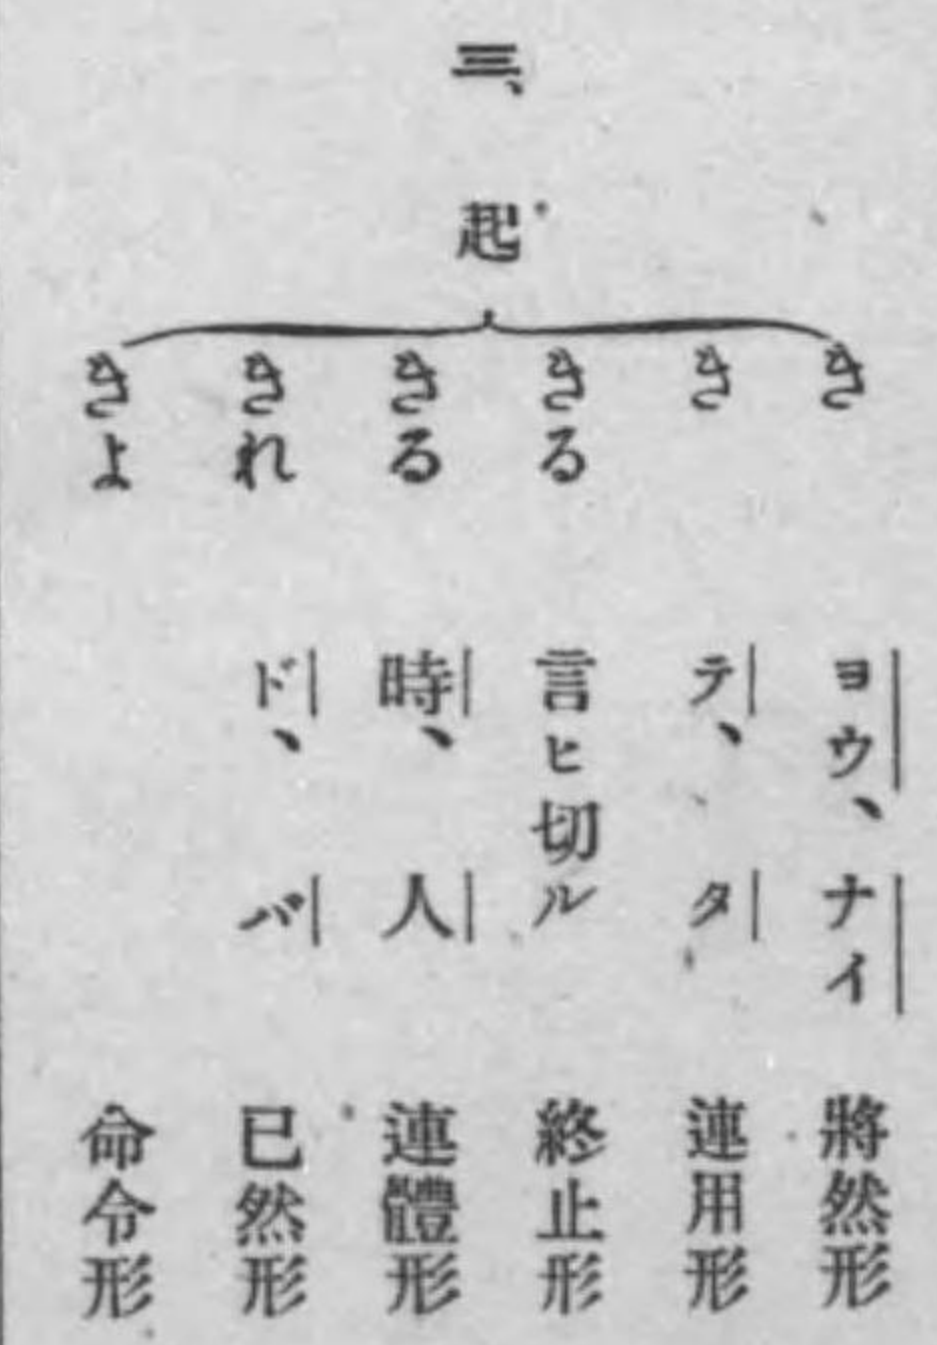 三、
起
き ヨウ、ナイ 將然形
き テ、タ 連用形
きる 言ヒ切ル 終止形
きる 時、人 連體形
きれ ド、バ 已然形
きよ 命令形